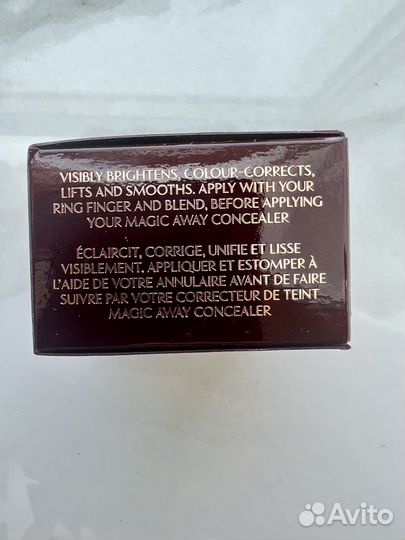 VISIBLY BRIGHTENS, COLOUR-CORRECTS,
LIFTS AND SMOOTHS. APPLY WITH YOUR
RING FINGER AND BLEND, BEFORE APPLYING
YOUR MAGIC AWAY CONCEALER
ÉCLAIRCIT, CORRIGE, UNIFIE ET LISSE
VISIBLEMENT. APPLIQUER ET ESTOMPER À
L'AIDE DE VOTRE ANNULAIRE AVANT DE FAIRE
SUIVRE PAR VOTRE CORRECTEUR DE TEINT
MAGIC AWAY CONCEALER
Avito